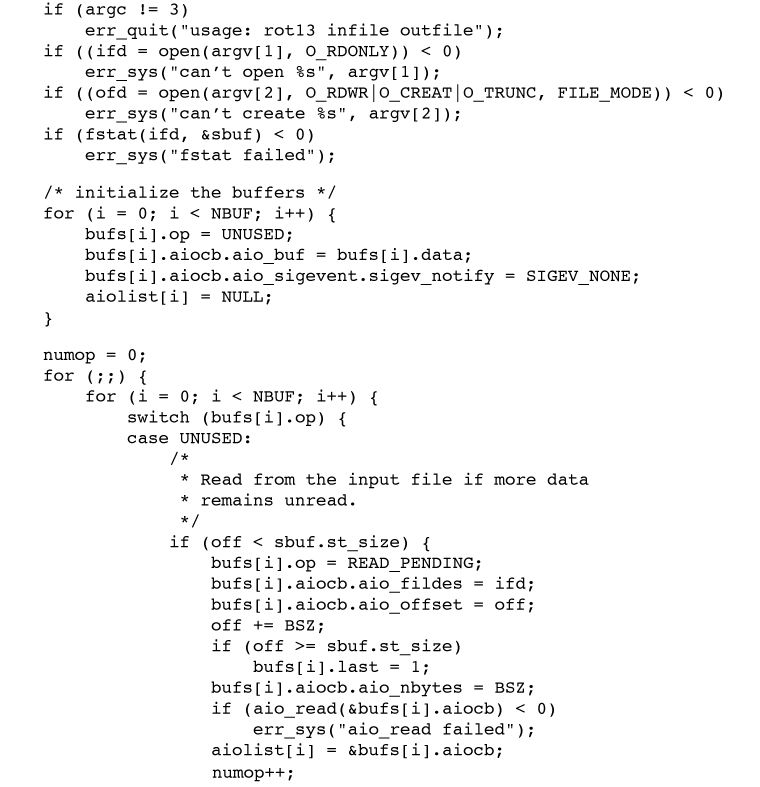 if (argc != 3)
    err_quit("usage: rot13 infile outfile");
if ((ifd = open(argv[1], O_RDONLY)) < 0)
    err_sys("can’t open %s", argv[1]);
if ((ofd = open(argv[2], O_RDWR|O_CREAT|O_TRUNC, FILE_MODE)) < 0)
    err_sys("can’t create %s", argv[2]);
if (fstat(ifd, &sbuf) < 0)
    err_sys("fstat failed");

/* initialize the buffers */
for (i = 0; i < NBUF; i++) {
    bufs[i].op = UNUSED;
    bufs[i].aiocb.aio_buf = bufs[i].data;
    bufs[i].aiocb.aio_sigevent.sigev_notify = SIGEV_NONE;
    aiolist[i] = NULL;
}

numop = 0;
for (;;) {
    for (i = 0; i < NBUF; i++) {
        switch (bufs[i].op) {
        case UNUSED:
            /*
             * Read from the input file if more data
             * remains unread.
             */
            if (off < sbuf.st_size) {
                bufs[i].op = READ_PENDING;
                bufs[i].aiocb.aio_fildes = ifd;
                bufs[i].aiocb.aio_offset = off;
                off += BSZ;
                if (off >= sbuf.st_size)
                    bufs[i].last = 1;
                bufs[i].aiocb.aio_nbytes = BSZ;
                if (aio_read(&bufs[i].aiocb) < 0)
                    err_sys("aio_read failed");
                aiolist[i] = &bufs[i].aiocb;
                numop++;